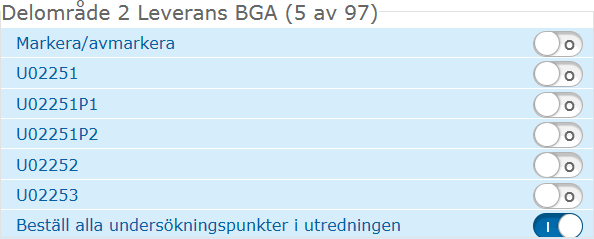 Delområde 2 Leverans BGA (5 av 97)
Markera/avmarkera O
U02251 O
U02251P1 O
U02251P2 O
U02252 O
U02253 O
Beställ alla undersökningspunkter i utredningen I